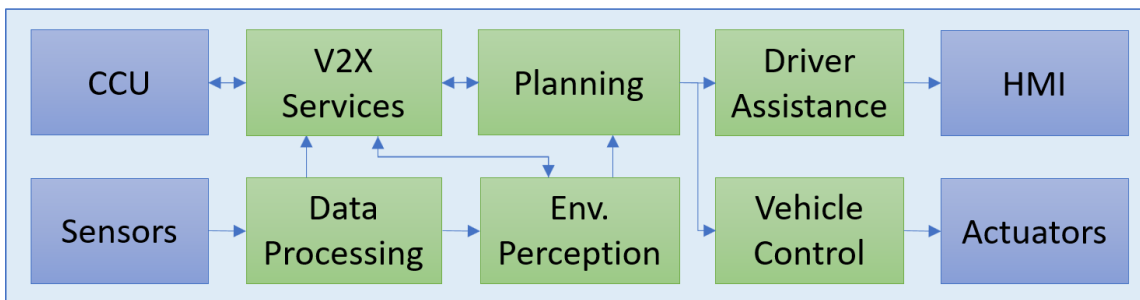 CCU
V2X
Services
Planning
Driver
Assistance
HMI
Sensors
Data
Processing
Env.
Perception
Vehicle
Control
Actuators